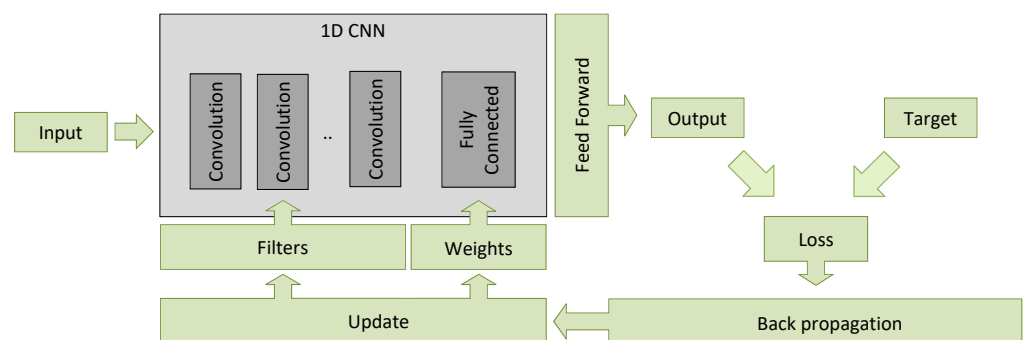 1D CNN
Input
Convolution
Convolution
..
Convolution
Fully
Connected
Feed Forward
Output
Target
Filters
Weights
Loss
Update
Back propagation